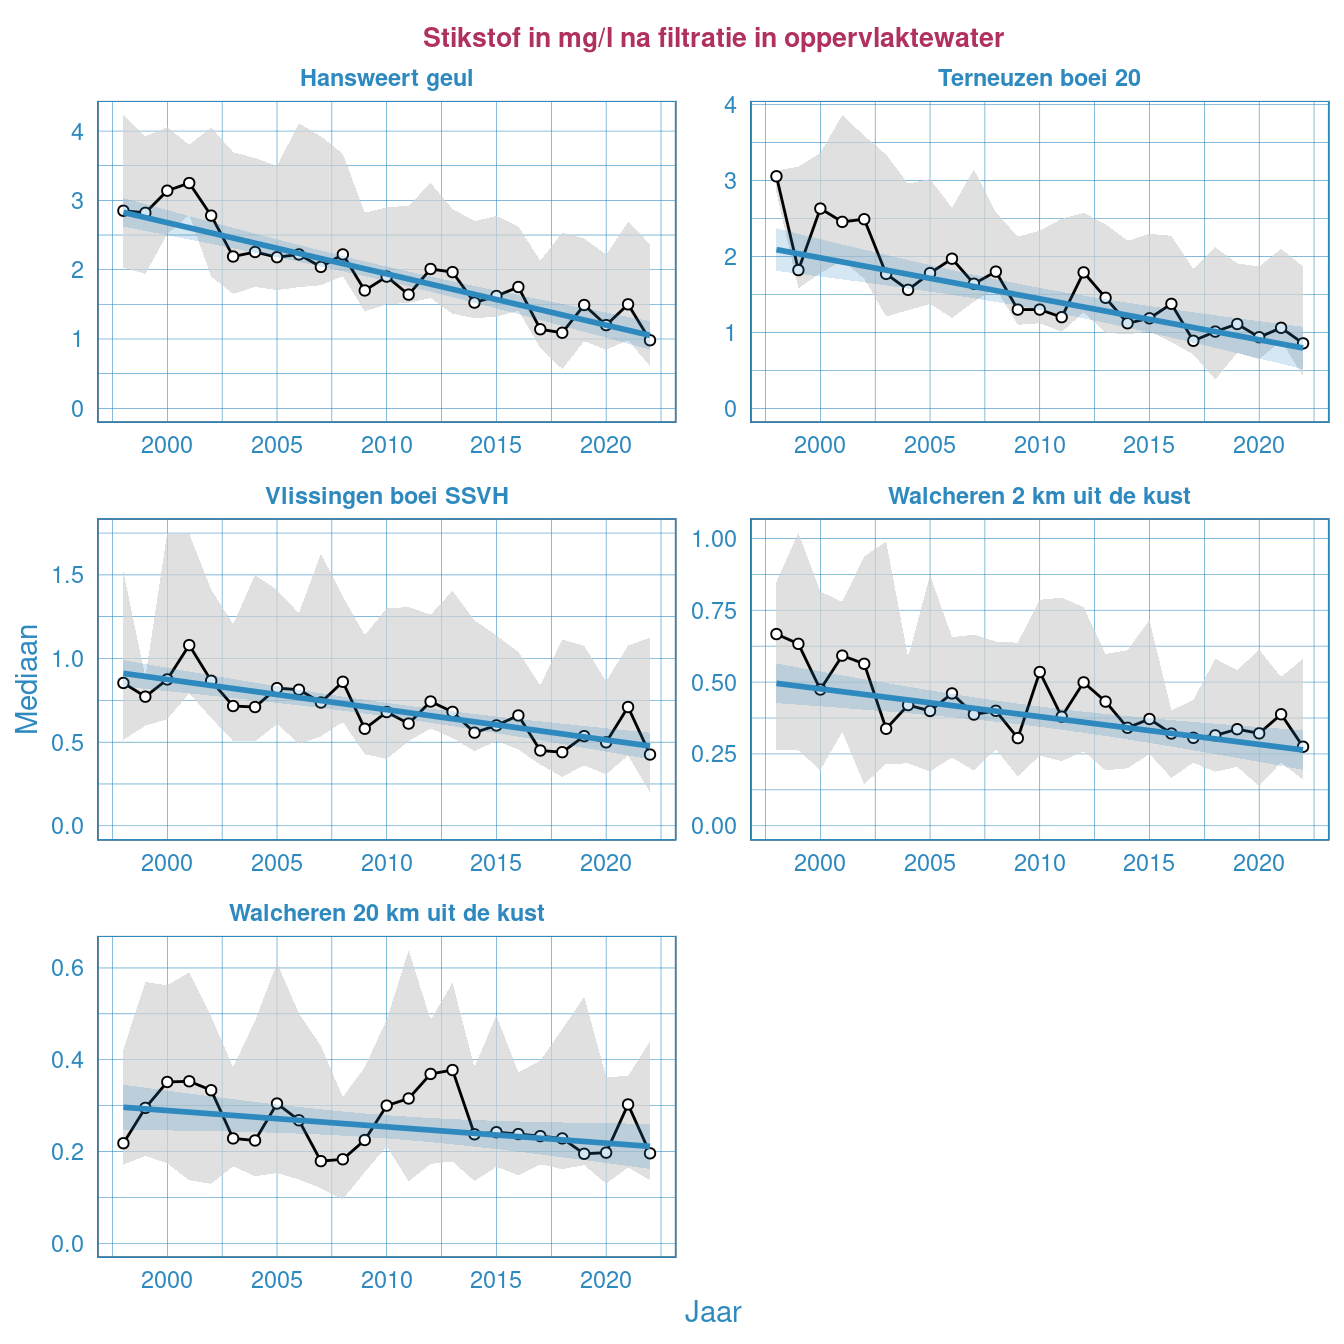 Stikstof in mg/l na filtratie in oppervlaktewater
Hansweert geul
4
3
2
1
0
2000 2005 2010 2015 2020
Terneuzen boei 20
4
3
2
1
0
2000 2005 2010 2015 2020
Mediaan
Vlissingen boei SSVH
1.5
1.0
0.5
0.0
2000 2005 2010 2015 2020
Walcheren 2 km uit de kust
1.00
0.75
0.50
0.25
0.00
2000 2005 2010 2015 2020
Walcheren 20 km uit de kust
0.6
0.4
0.2
0.0
2000 2005 2010 2015 2020
Jaar